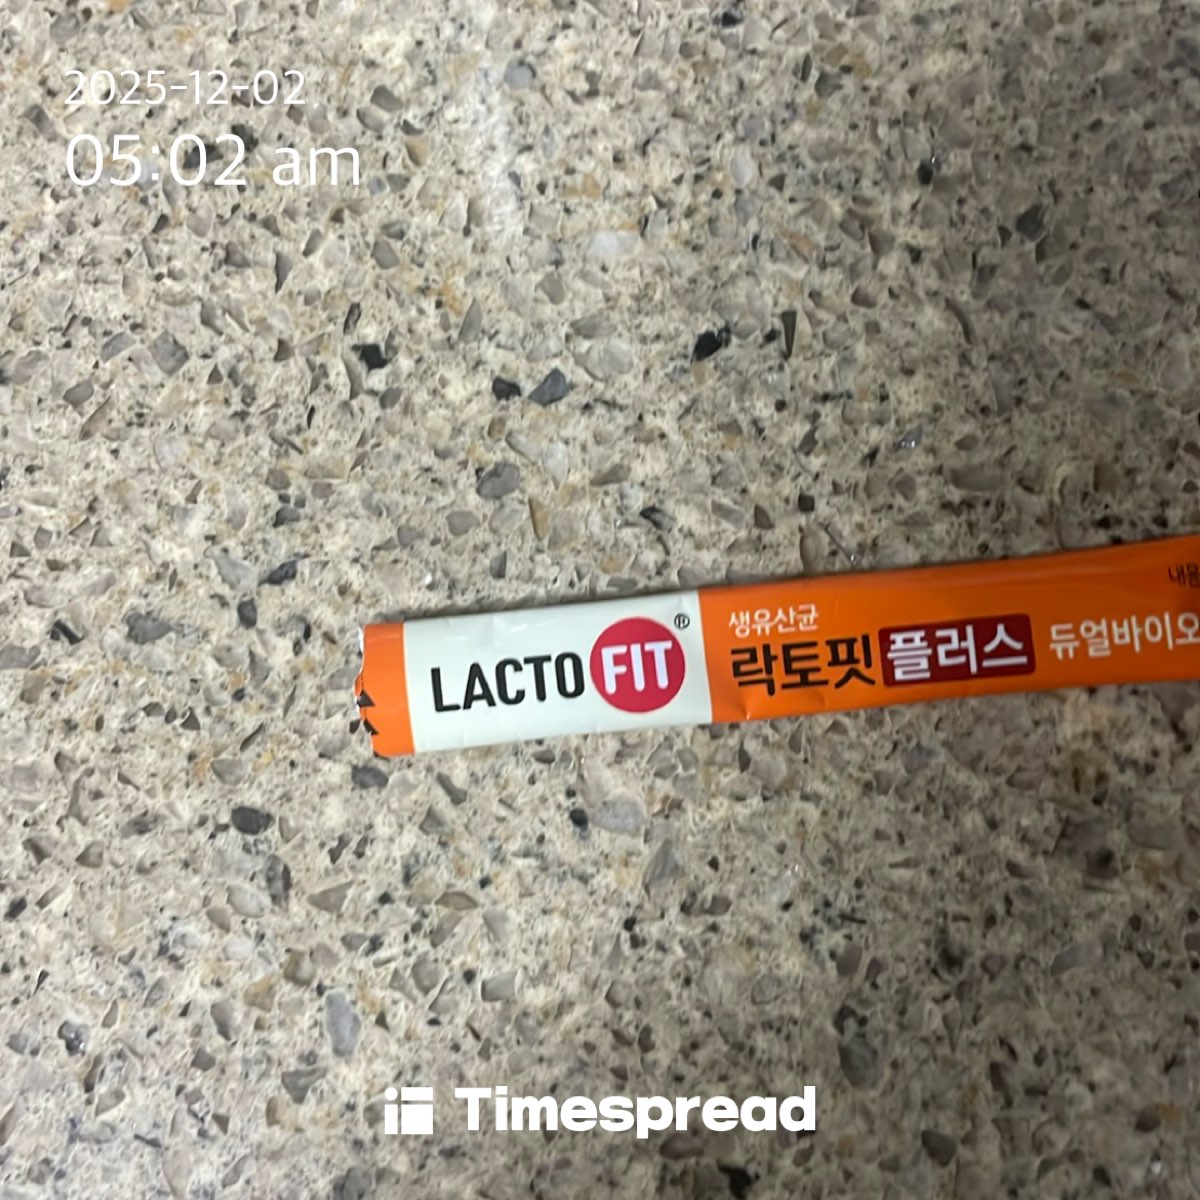 2025-12-02
05:02 am
LACTO FIT®
생유산균
락토핏 플러스 듀얼바이오
Timespread